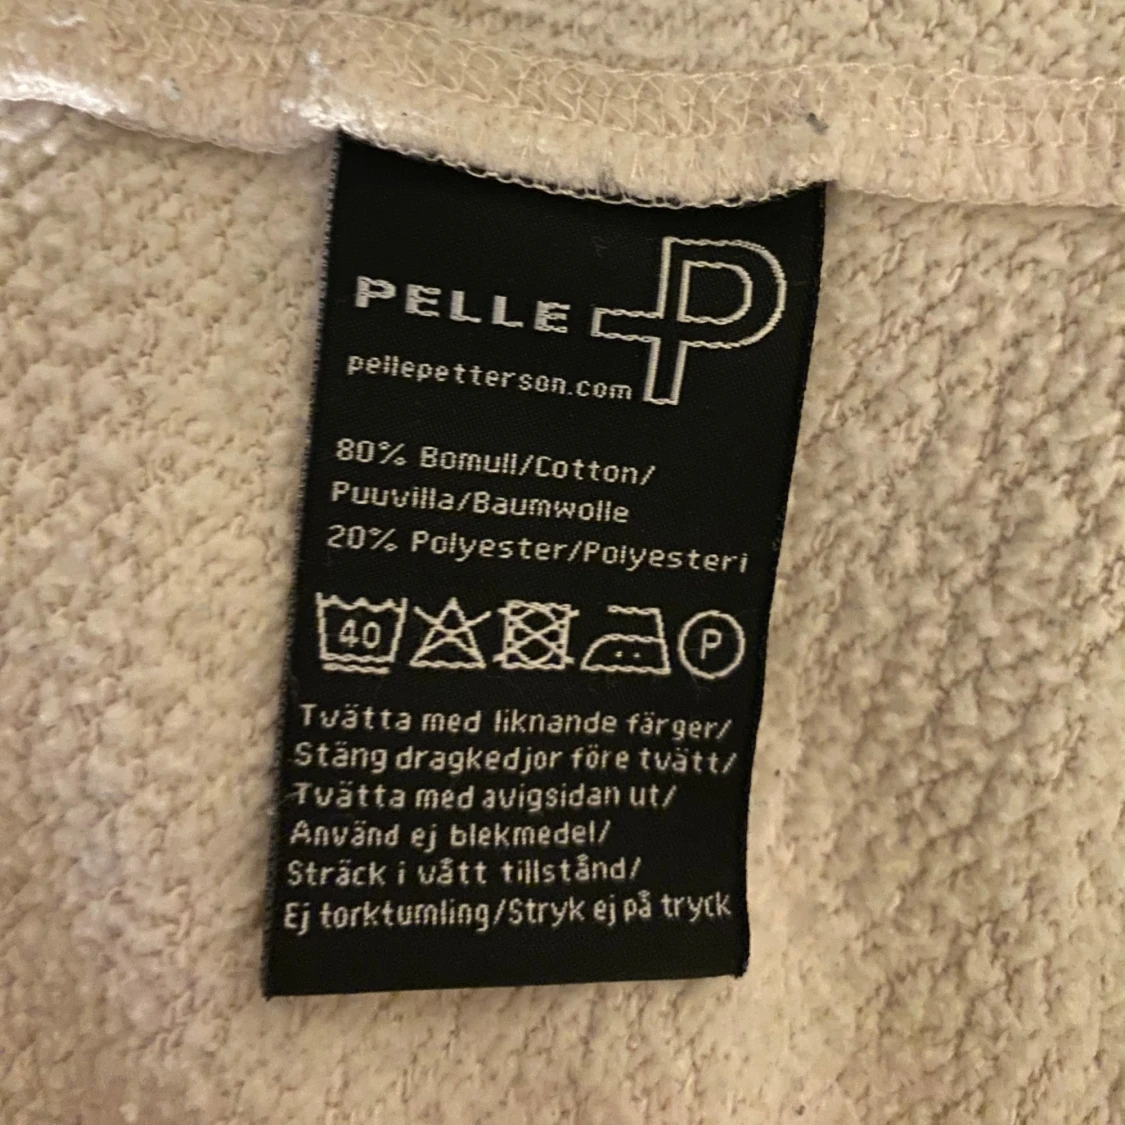 PELLE P
pellepetterson.com
80% Bomull/Cotton/
Puuvilla/Baumwolle
20% Polyester/Polyesteri
40 P
Tvätta med liknande färger/
Stäng dragkedjor före tvätt/
Tvätta med avigsidan ut/
Använd ej blekmedel/
Sträck i vått tillstånd/
Ej torktumling/Stryk ej på tryck